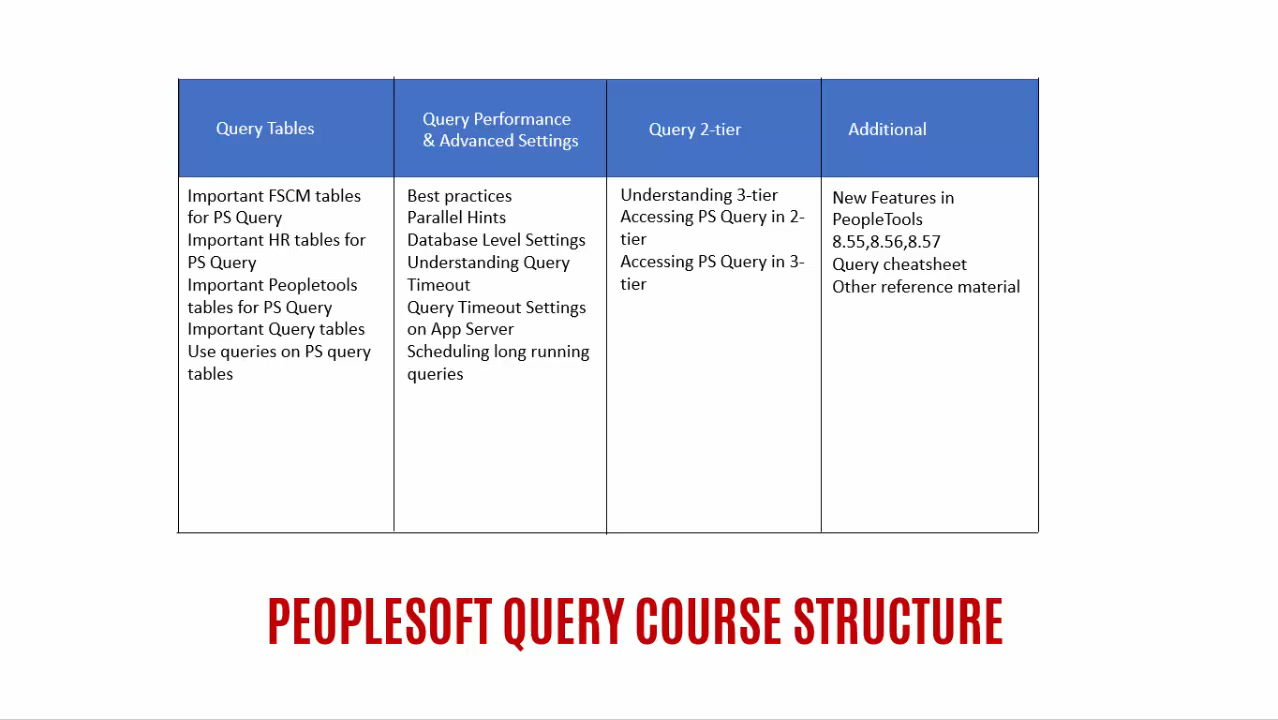 Query Tables
Query Performance
& Advanced Settings
Query 2-tier
Additional
Important FSCM tables
for PS Query
Important HR tables for
PS Query
Important Peopletools
tables for PS Query
Important Query tables
Use queries on PS query
tables
Best practices
Parallel Hints
Database Level Settings
Understanding Query
Timeout
Query Timeout Settings
on App Server
Scheduling long running
queries
Understanding 3-tier
Accessing PS Query in 2-
tier
Accessing PS Query in 3-
tier
New Features in
PeopleTools
8.55,8.56,8.57
Query cheatsheet
Other reference material
PEOPLESOFT QUERY COURSE STRUCTURE